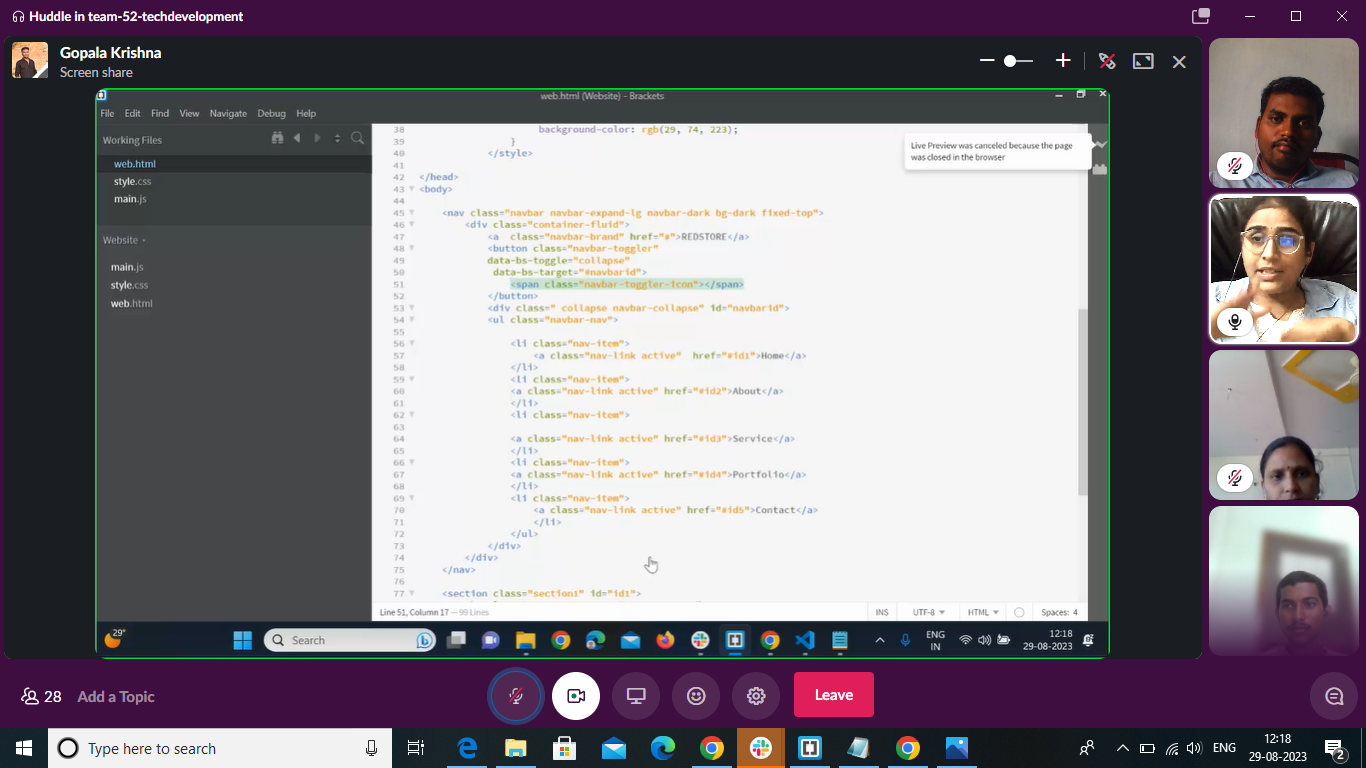 Huddle in team-52-techdevelopment
Gopala Krishna
Screen share
web.html (Website) - Brackets
File Edit Find View Navigate Debug Help
Working Files
web.html
style.css
main.js
Website
main.js
style.css
web.html
Live Preview was canceled because the page
was closed in the browser
38 background-color: rgb(29, 74, 223);
39 }
40 </style>
41
42 </head>
43 <body>
44
45 <nav class="navbar navbar-expand-lg navbar-dark bg-dark fixed-top">
46 <div class="container-fluid">
47 <a  class="navbar-brand" href="#">REDSTORE</a>
48 <button class="navbar-toggler"
49 data-bs-toggle="collapse"
50 data-bs-target="#navbarid">
51 <span class="navbar-toggler-icon"></span>
52 </button>
53 <div class=" collapse navbar-collapse" id="navbarid">
54 <ul class="navbar-nav">
55
56 <li class="nav-item">
57 <a class="nav-link active"  href="#id1">Home</a>
58 </li>
59 <li class="nav-item">
60 <a class="nav-link active" href="#id2">About</a>
61 </li>
62 <li class="nav-item">
63
64 <a class="nav-link active" href="#id3">Service</a>
65 </li>
66 <li class="nav-item">
67 <a class="nav-link active" href="#id4">Portfolio</a>
68 </li>
69 <li class="nav-item">
70 <a class="nav-link active" href="#id5">Contact</a>
71 </li>
72 </ul>
73 </div>
74 </div>
75 </nav>
76
77 <section class="section1" id="id1">
Line 51, Column 17 — 99 Lines INS UTF-8 HTML Spaces: 4
29° Search ENG IN 12:18 29-08-2023
28 Add a Topic Leave
Type here to search ENG 12:18 29-08-2023 2